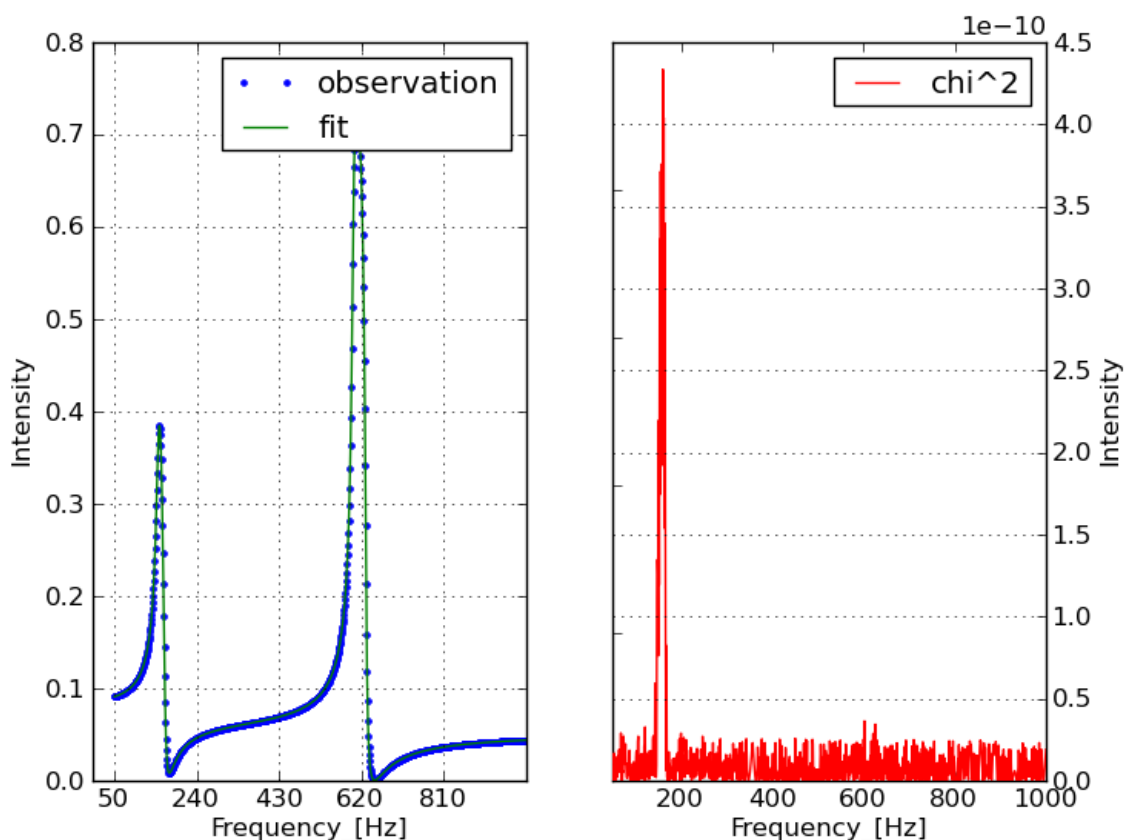 0.8
0.7
0.6
0.5
0.4
0.3
0.2
0.1
0.0
Intensity
observation
fit
50 240 430 620 810
Frequency [Hz]
1e−10
chi^2
4.5
4.0
3.5
3.0
2.5
2.0
1.5
1.0
0.5
0.0
Intensity
200 400 600 800 1000
Frequency [Hz]